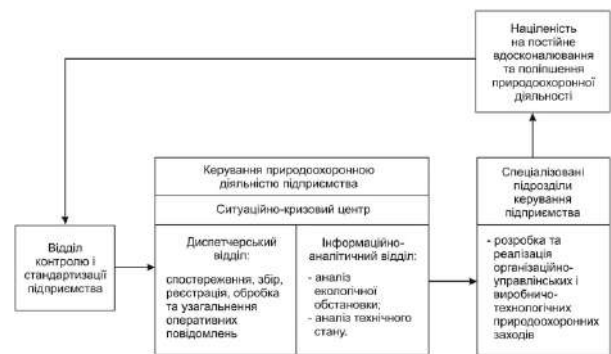 Націленість
на постійне
вдосконалювання
та поліпшення
природоохоронної
діяльності
Керування природоохоронною
діяльністю підприємства
Ситуаційно-кризовий центр
Відділ
контролю і
стандартизації
підприємства
Диспетчерський
відділ:
спостереження, збір,
реєстрація, обробка
та узагальнення
оперативних
повідомлень
Інформаційно-
аналітичний відділ:
- аналіз
екологічної
обстановки;
- аналіз технічного
стану.
Спеціалізовані
підрозділи
керування
підприємства
- розробка та
реалізація
організаційно-
управлінських і
виробничо-
технологічних
природоохоронних
заходів